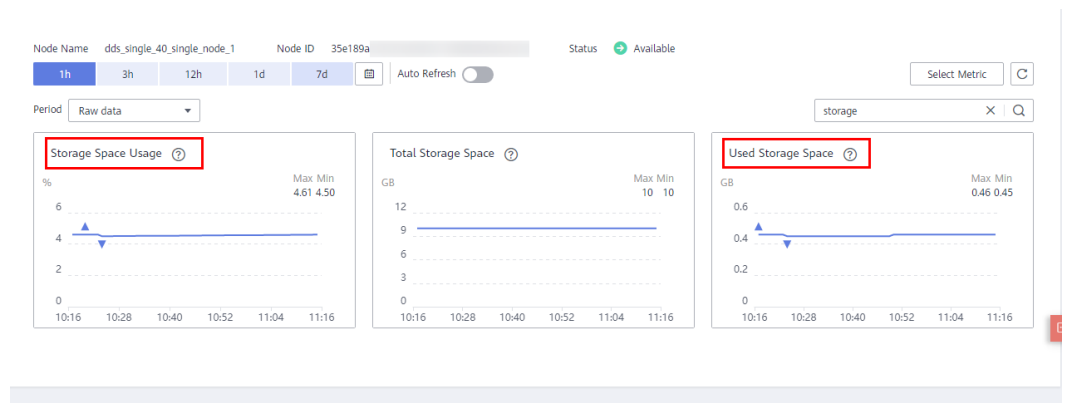 Node Name dds_single_40_single_node_1 Node ID 35e189a Status Available
1h 3h 12h 1d 7d Auto Refresh Select Metric
Period Raw data storage
Storage Space Usage
%
Max Min
4.61 4.50
6
4
2
0
10:16 10:28 10:40 10:52 11:04 11:16
Total Storage Space
GB
Max Min
10 10
12
9
6
3
0
10:16 10:28 10:40 10:52 11:04 11:16
Used Storage Space
GB
Max Min
0.46 0.45
0.6
0.4
0.2
0
10:16 10:28 10:40 10:52 11:04 11:16